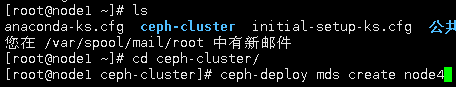 [root@node1 ~]# ls
anaconda-ks.cfg ceph-cluster initial-setup-ks.cfg 公共
您在 /var/spool/mail/root 中有新邮件
[root@node1 ~]# cd ceph-cluster/
[root@node1 ceph-cluster]# ceph-deploy mds create node4